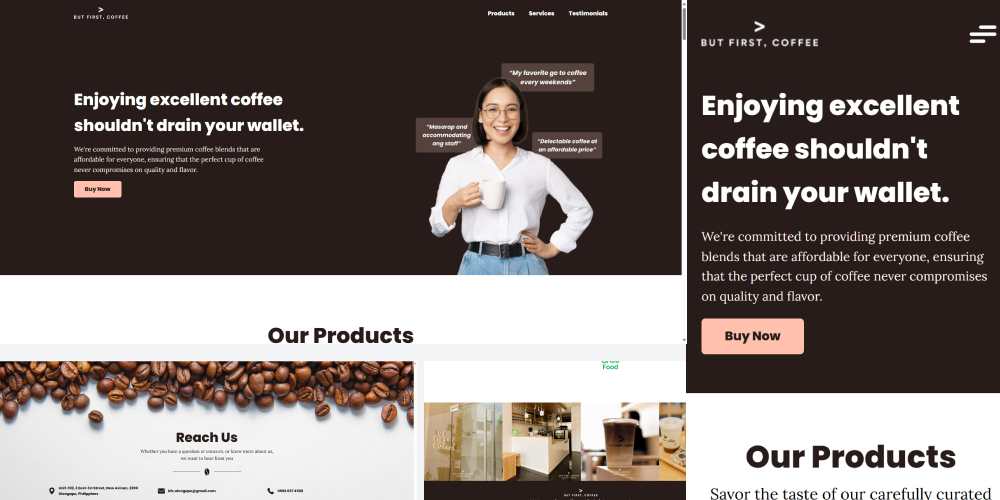 >
BUT FIRST, COFFEE
Products Services Testimonials
Enjoying excellent coffee
shouldn't drain your wallet.
We're committed to providing premium coffee blends that are
affordable for everyone, ensuring that the perfect cup of coffee
never compromises on quality and flavor.
Buy Now
"My favorite go to coffee
every weekends"
"Masarap and
accommodating
ang staff"
"Delectable coffee at
an affordable price"
Our Products
Reach Us
Whether you have a question or concern, or know more about us,
we want to hear from you
Olongapo, Philippines
bfc.olongapo@gmail.com
Food
BUT FIRST, COFFEE
>
BUT FIRST, COFFEE
Enjoying excellent
coffee shouldn't
drain your wallet.
We're committed to providing premium coffee
blends that are affordable for everyone, ensuring
that the perfect cup of coffee never compromises
on quality and flavor.
Buy Now
Our Products
Savor the taste of our carefully curated